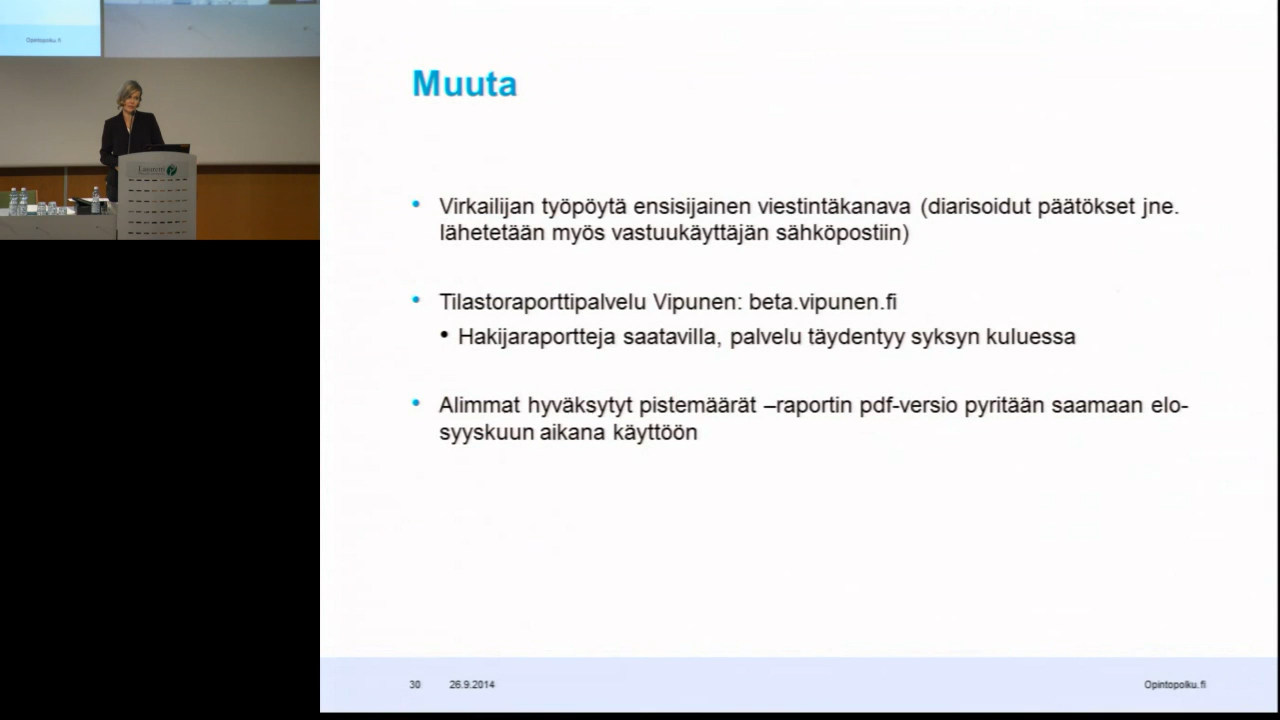 Opintopolku.fi
Muuta
• Virkailijan työpöytä ensisijainen viestintäkanava (diarisoidut päätökset jne.
lähetetään myös vastuukäyttäjän sähköpostiin)
• Tilastoraporttipalvelu Vipunen: beta.vipunen.fi
• Hakijaraportteja saatavilla, palvelu täydentyy syksyn kuluessa
• Alimmat hyväksytyt pistemäärät –raportin pdf-versio pyritään saamaan elo-
syyskuun aikana käyttöön
30 26.9.2014 Opintopolku.fi